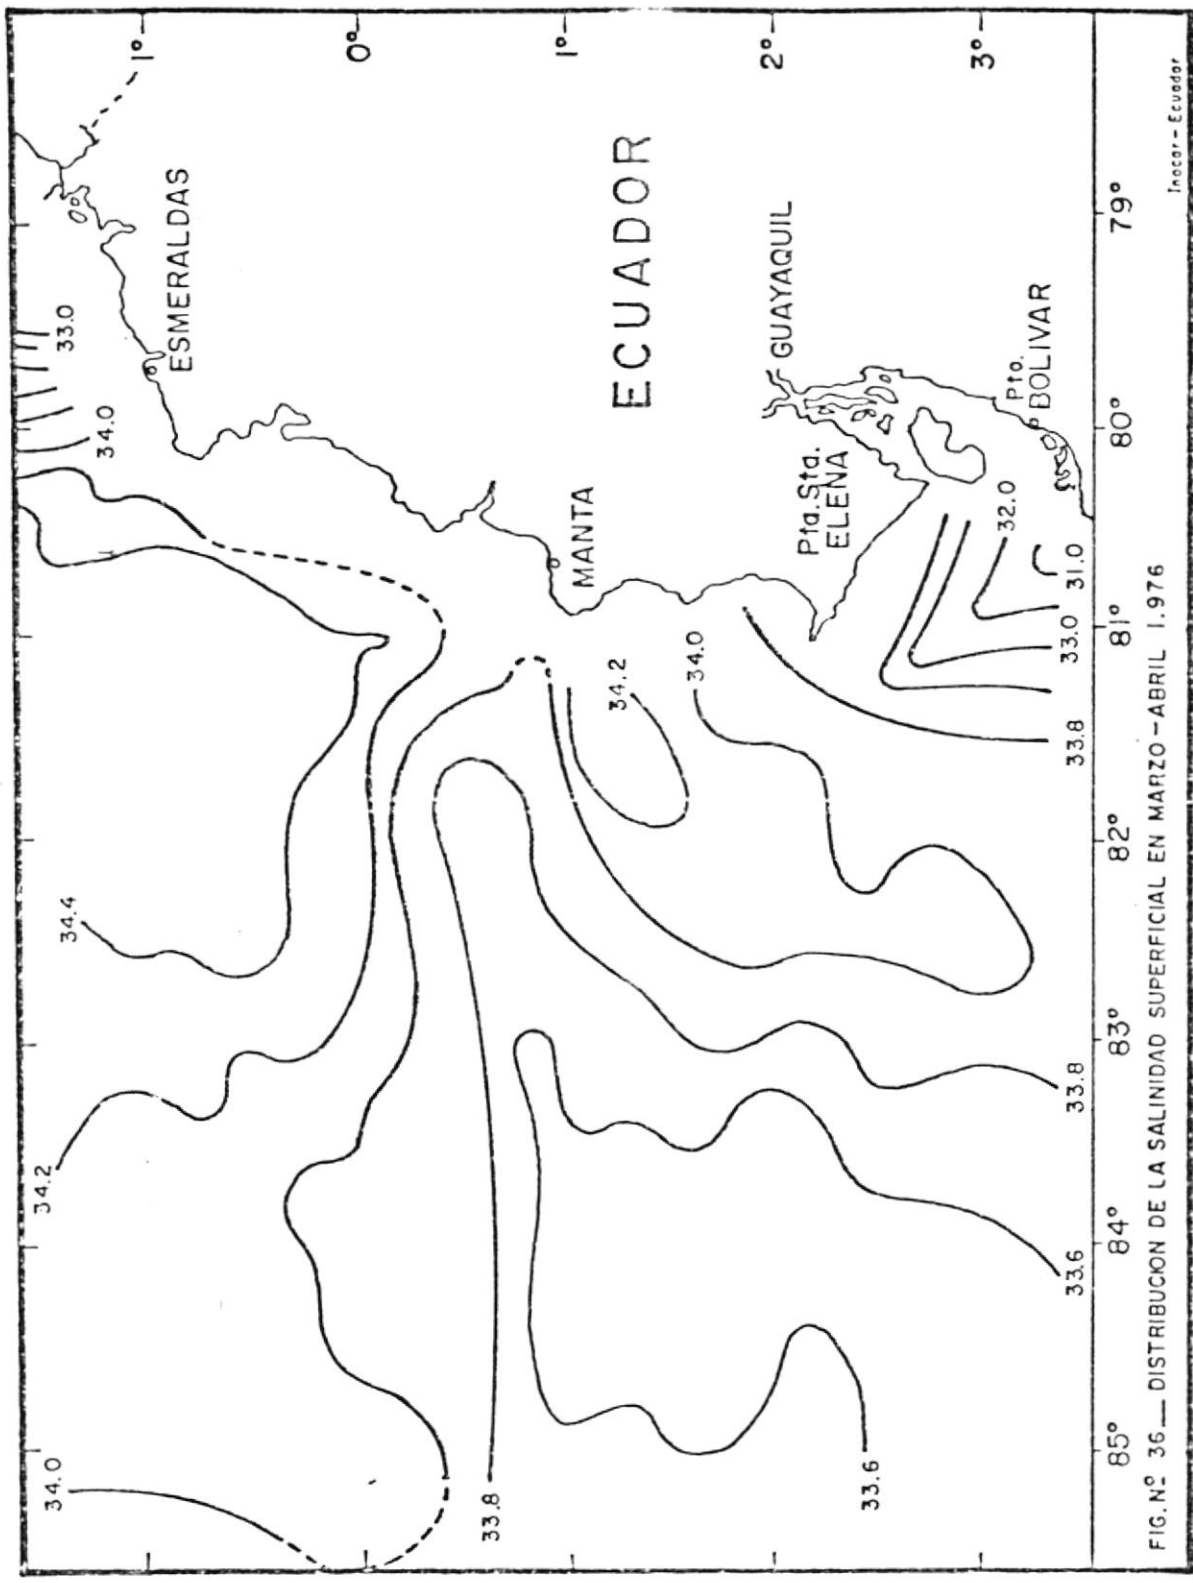 34.0
34.2
34.4
34.0
33.0
1°
ESMERALDAS
0°
33.8
1°
MANTA
34.2
ECUADOR
34.0
2°
GUAYAQUIL
Pta.Sta.
ELENA
33.6
3°
32.0
Pto.
BOLIVAR
33.6
33.8
33.8
33.0
31.0
85° 84° 83° 82° 81° 80° 79°
FIG. Nº 36__ DISTRIBUCION DE LA SALINIDAD SUPERFICIAL EN MARZO-ABRIL 1.976
Inocar-Ecuador